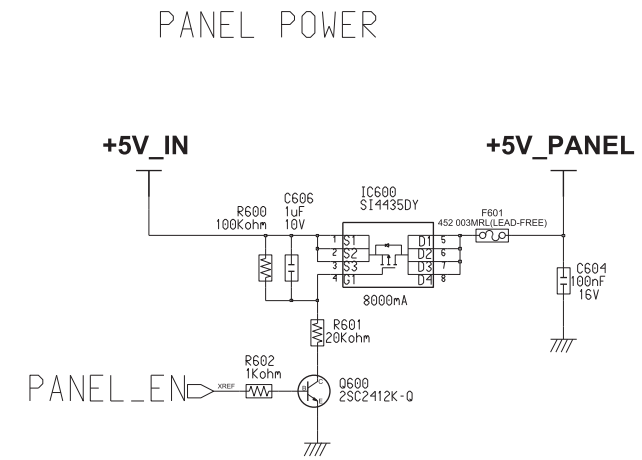 PANEL POWER
+5V_IN
+5V_PANEL
C606
1uF
10V
R600
100Kohm
IC600
SI4435DY
F601
452 003MRL(LEAD-FREE)
1 S1 D1 5
2 S2 D2 6
3 S3 D3 7
4 G1 D4 8
8000mA
C604
100nF
16V
R601
20Kohm
R602
1Kohm
PANEL_EN
XREF
B
C
E
Q600
2SC2412K-Q